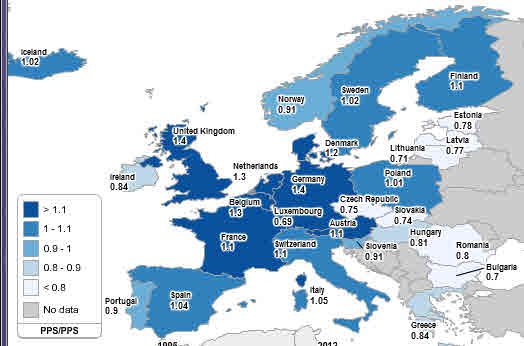 Iceland
1.02
Norway
0.91
Sweden
1.02
Finland
1.1
Estonia
0.78
Latvia
0.77
Lithuania
0.71
United Kingdom
1.4
Ireland
0.84
Denmark
1.2
Netherlands
1.3
Germany
1.4
Poland
1.01
Belgium
1.3
Luxembourg
0.69
Czech Republic
0.75
Slovakia
0.74
France
1.1
Switzerland
1.1
Austria
1.1
Hungary
0.81
Slovenia
0.91
Romania
0.8
Bulgaria
0.7
Italy
1.05
Portugal
0.9
Spain
1.04
Greece
0.84
> 1.1
1 - 1.1
0.9 - 1
0.8 - 0.9
< 0.8
No data
PPS/PPS